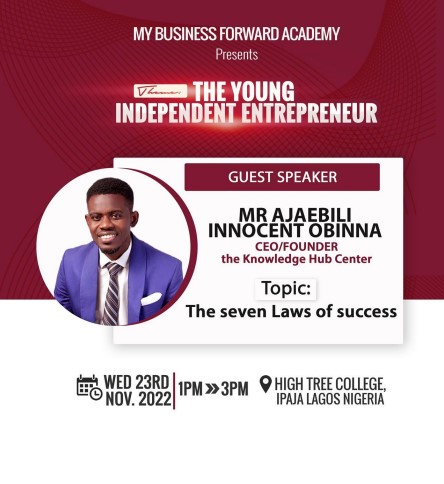 MY BUSINESS FORWARD ACADEMY
Presents
Theme: THE YOUNG
INDEPENDENT ENTREPRENEUR
GUEST SPEAKER
MR AJAEBILI
INNOCENT OBINNA
CEO/FOUNDER
the Knowledge Hub Center
Topic:
The seven Laws of success
WED 23RD
NOV. 2022
1PM >> 3PM
HIGH TREE COLLEGE,
IPAJA LAGOS NIGERIA